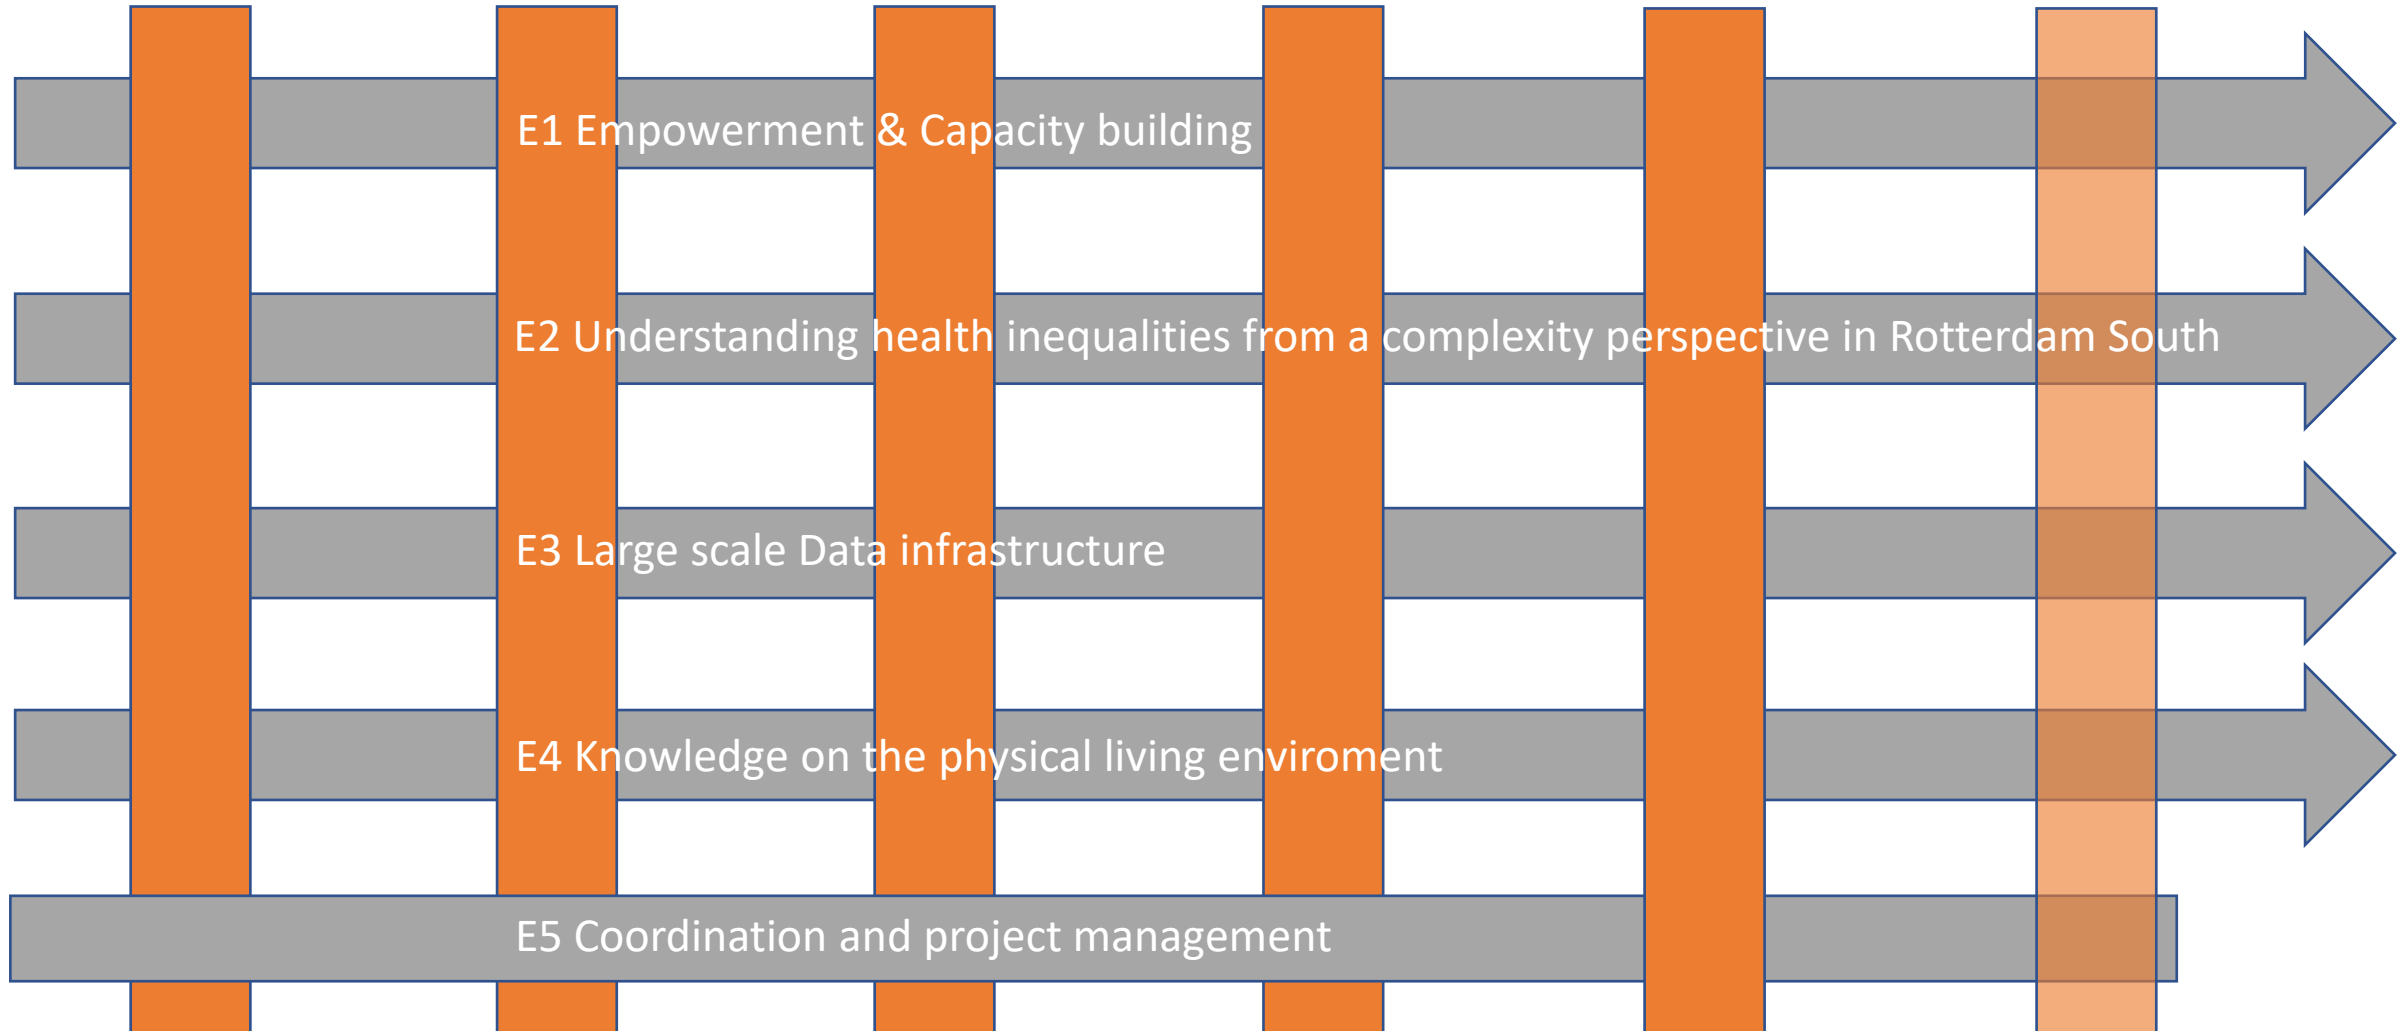 E1 Empowerment & Capacity building
E2 Understanding health inequalities from a complexity perspective in Rotterdam South
E3 Large scale Data infrastructure
E4 Knowledge on the physical living enviroment
E5 Coordination and project management